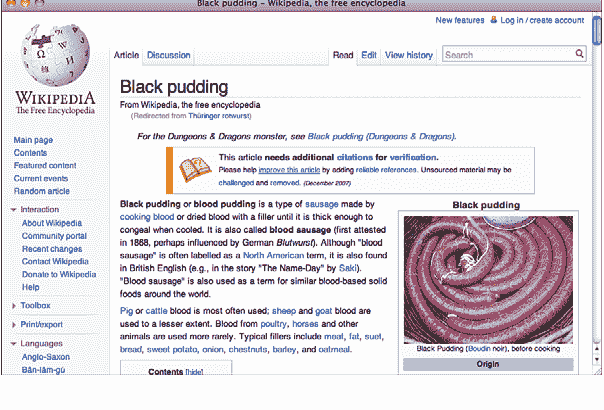 Black pudding – Wikipedia, the free encyclopedia
New features Log in / create account
Article Discussion Read Edit View history Search
WIKIPEDIA
The Free Encyclopedia
Main page
Contents
Featured content
Current events
Random article
Interaction
About Wikipedia
Community portal
Recent changes
Contact Wikipedia
Donate to Wikipedia
Help
Toolbox
Print/export
Languages
Anglo-Saxon
Bân-lâm-gú
Black pudding
From Wikipedia, the free encyclopedia
(Redirected from Thüringer rotwurst)
For the Dungeons & Dragons monster, see Black pudding (Dungeons & Dragons).
This article needs additional citations for verification.
Please help improve this article by adding reliable references. Unsourced material may be
challenged and removed. (December 2007)
Black pudding or blood pudding is a type of sausage made by
cooking blood or dried blood with a filler until it is thick enough to
congeal when cooled. It is also called blood sausage (first attested
in 1868, perhaps influenced by German Blutwurst). Although "blood
sausage" is often labelled as a North American term, it is also found
in British English (e.g., in the story "The Name-Day" by Saki).
"Blood sausage" is also used as a term for similar blood-based solid
foods around the world.
Pig or cattle blood is most often used; sheep and goat blood are
used to a lesser extent. Blood from poultry, horses and other
animals are used more rarely. Typical fillers include meat, fat, suet,
bread, sweet potato, onion, chestnuts, barley, and oatmeal.
Contents [hide]
Black pudding
Black Pudding (Boudin noir), before cooking
Origin